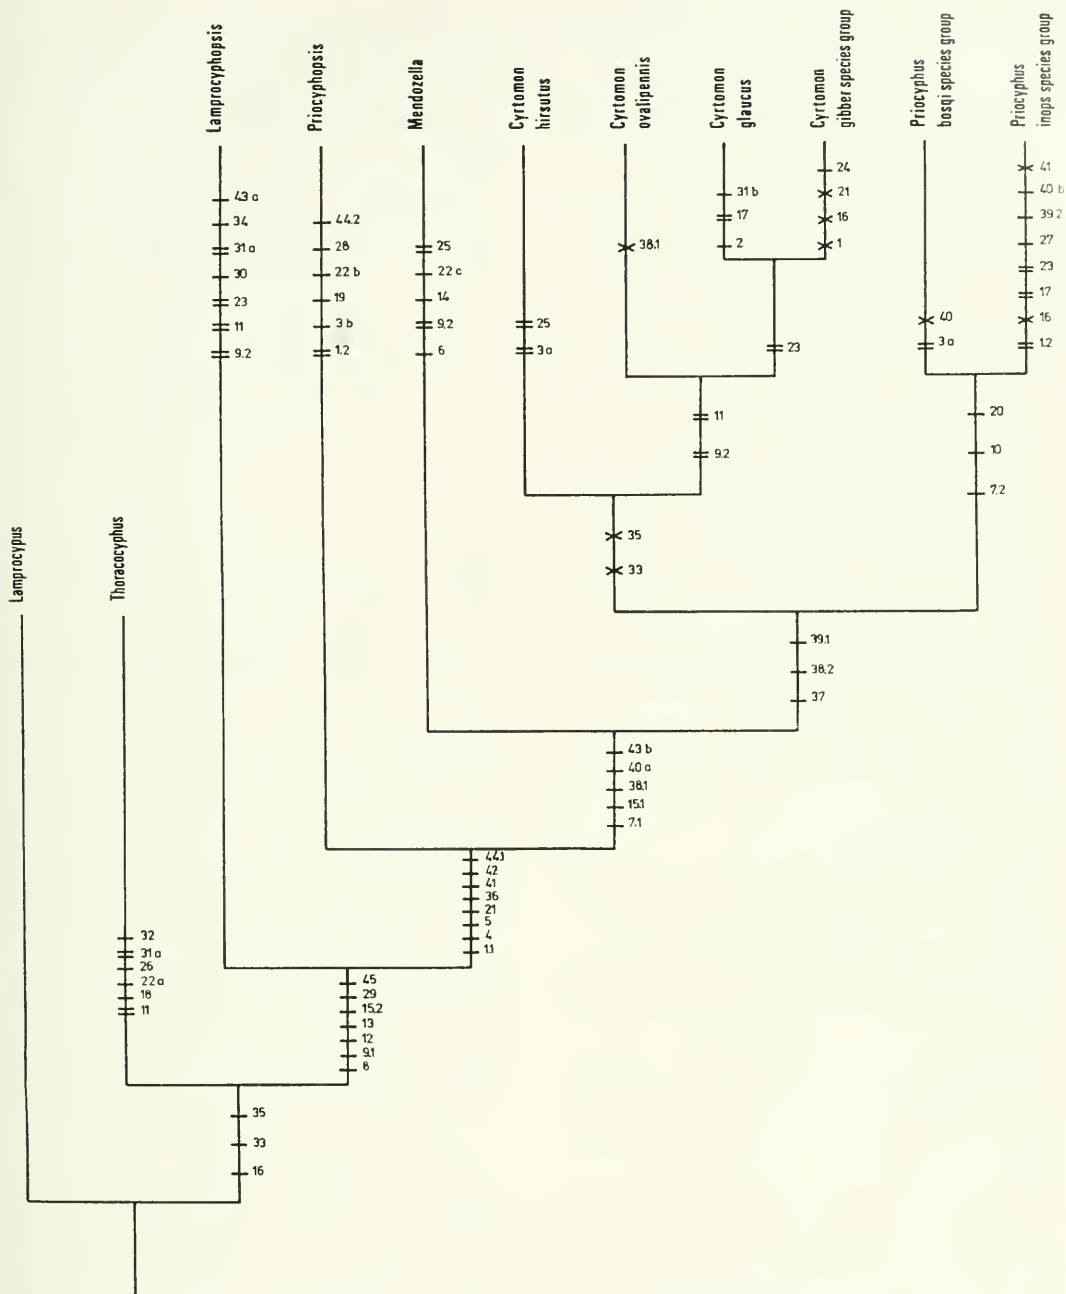 Lamprocyphopsis
Priocyphopsis
Mendozella
Cyrtomon
hirsutus
Cyrtomon
ovalipennis
Cyrtomon
glaucus
Cyrtomon
gibber species group
Priocyphus
bosqi species group
Priocyphus
inops species group
Lamprocypus
Thoracocyphus
43 a
34
31 a
30
23
11
9.2
44.2
28
22 b
19
3 b
1.2
25
22 c
14
9.2
6
25
3 a
38.1
31 b
17
2
24
21
16
1
40
3 a
41
40 b
39.2
27
23
17
16
1.2
23
11
9.2
20
10
7.2
35
33
39.1
38.2
37
43 b
40 a
38.1
15.1
7.1
44.1
42
41
36
21
5
4
1.1
32
31 a
26
22 a
18
11
45
29
15.2
13
12
9.1
8
35
33
16